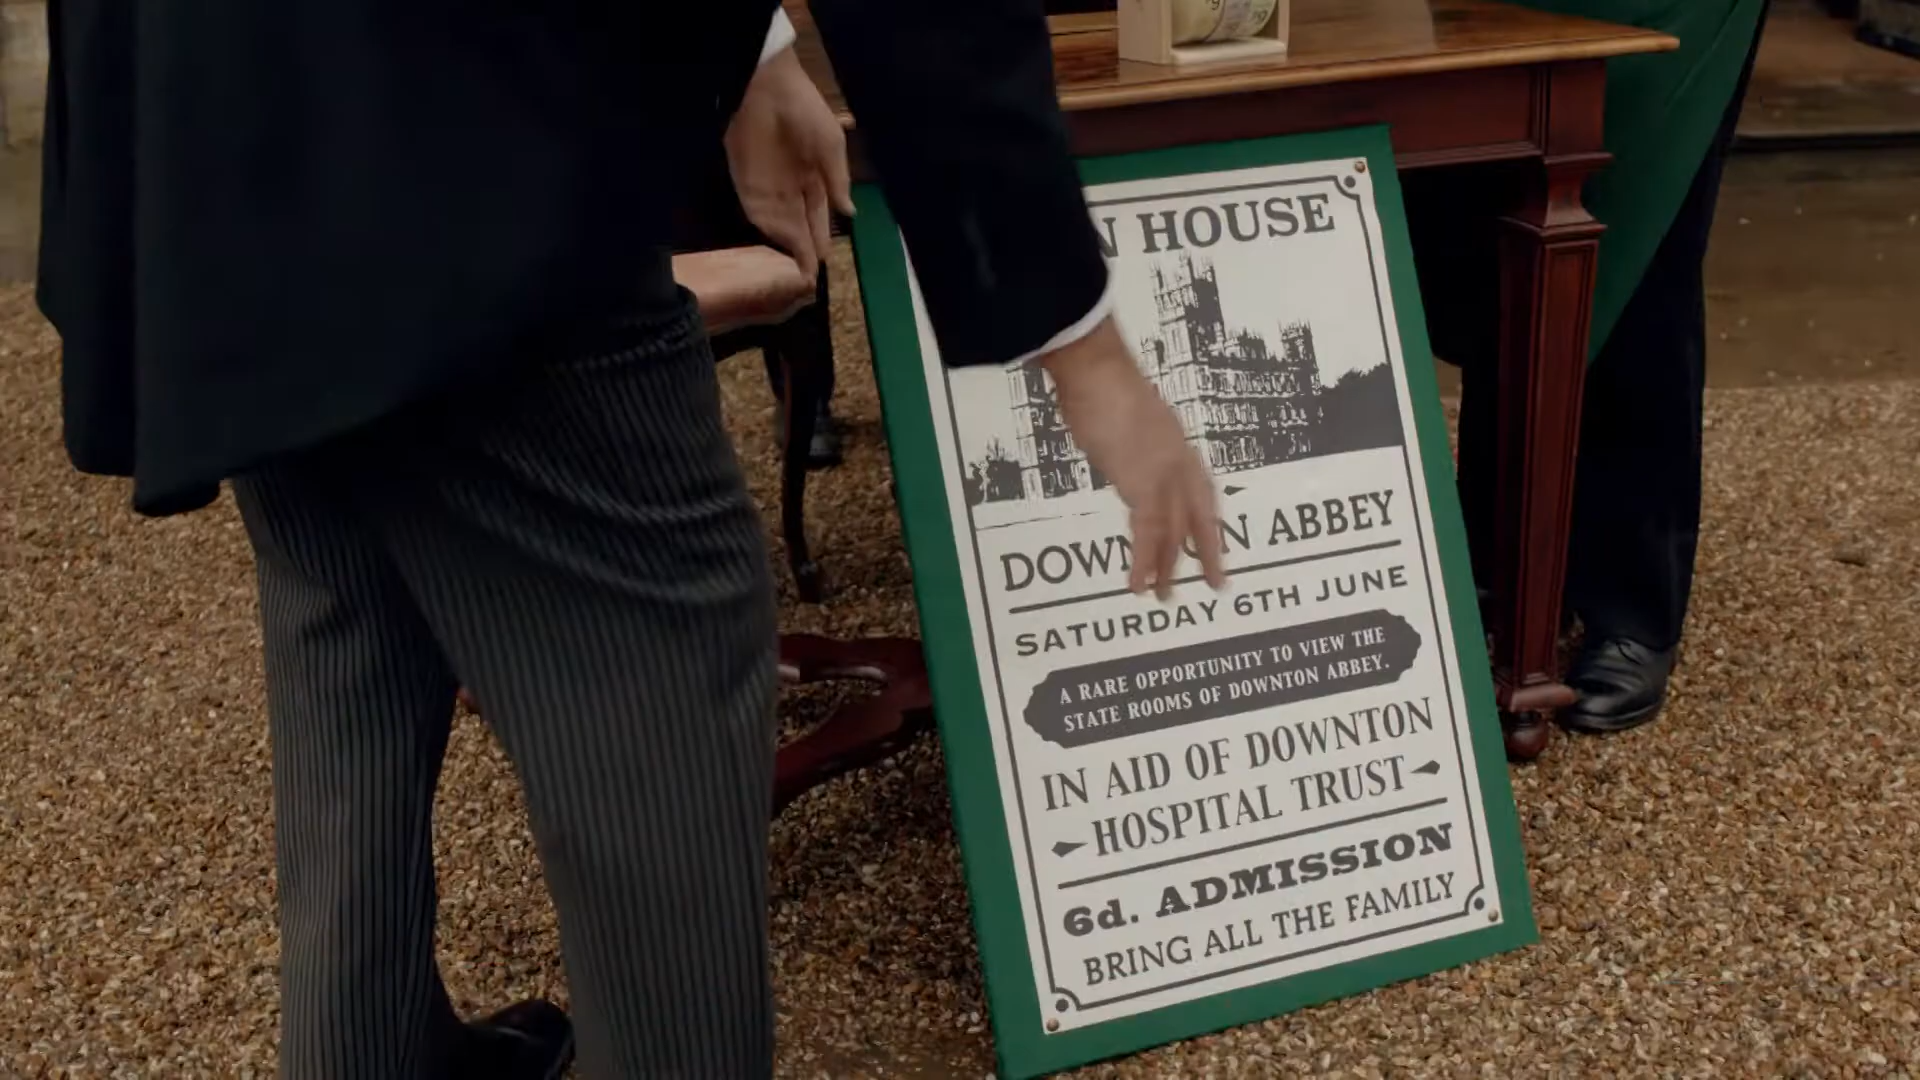 N HOUSE
DOWNTON ABBEY
SATURDAY 6TH JUNE
A RARE OPPORTUNITY TO VIEW THE
STATE ROOMS OF DOWNTON ABBEY.
IN AID OF DOWNTON
HOSPITAL TRUST
6d. ADMISSION
BRING ALL THE FAMILY